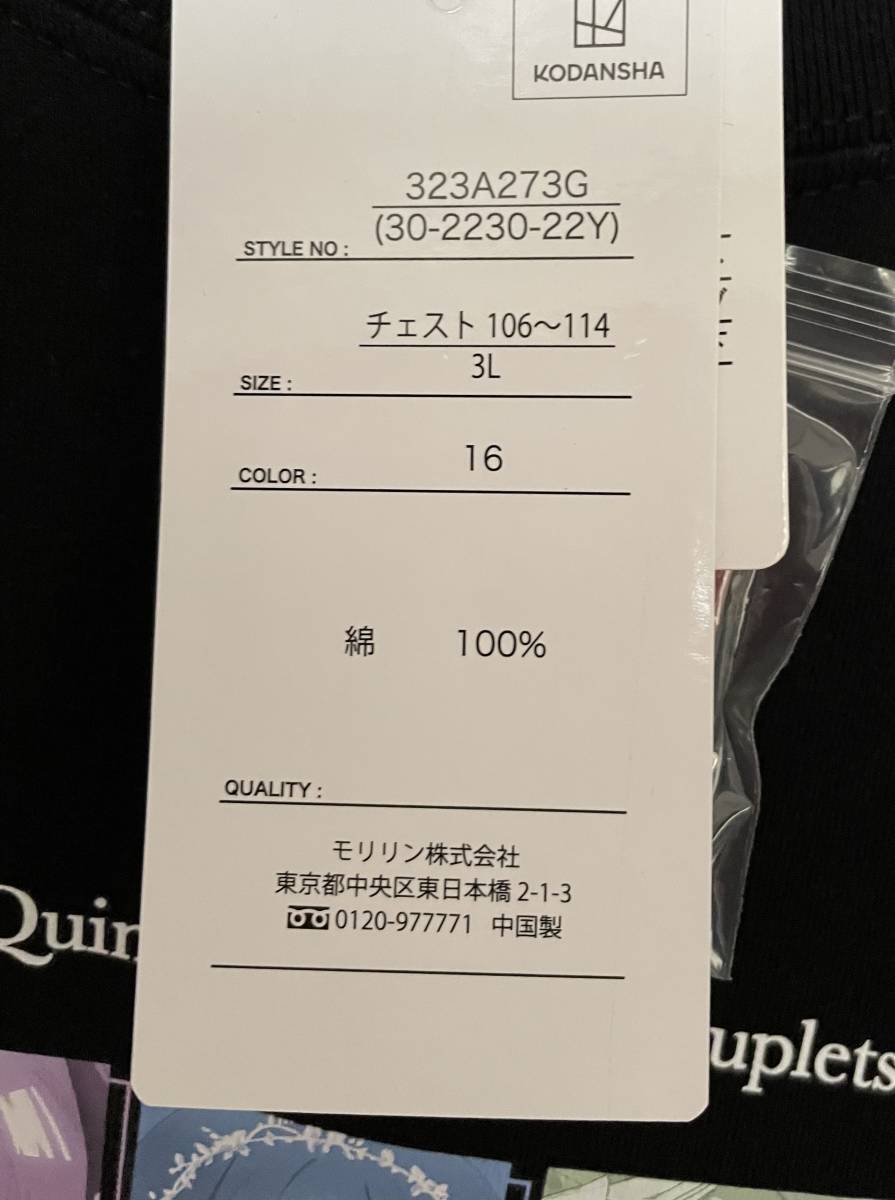 KODANSHA
323A273G
(30-2230-22Y)
STYLE NO :
チェスト 106〜114
3L
SIZE :
16
COLOR :
綿 100%
QUALITY :
モリリン株式会社
東京都中央区東日本橋 2-1-3
0120-977771 中国製
Quin
uplets